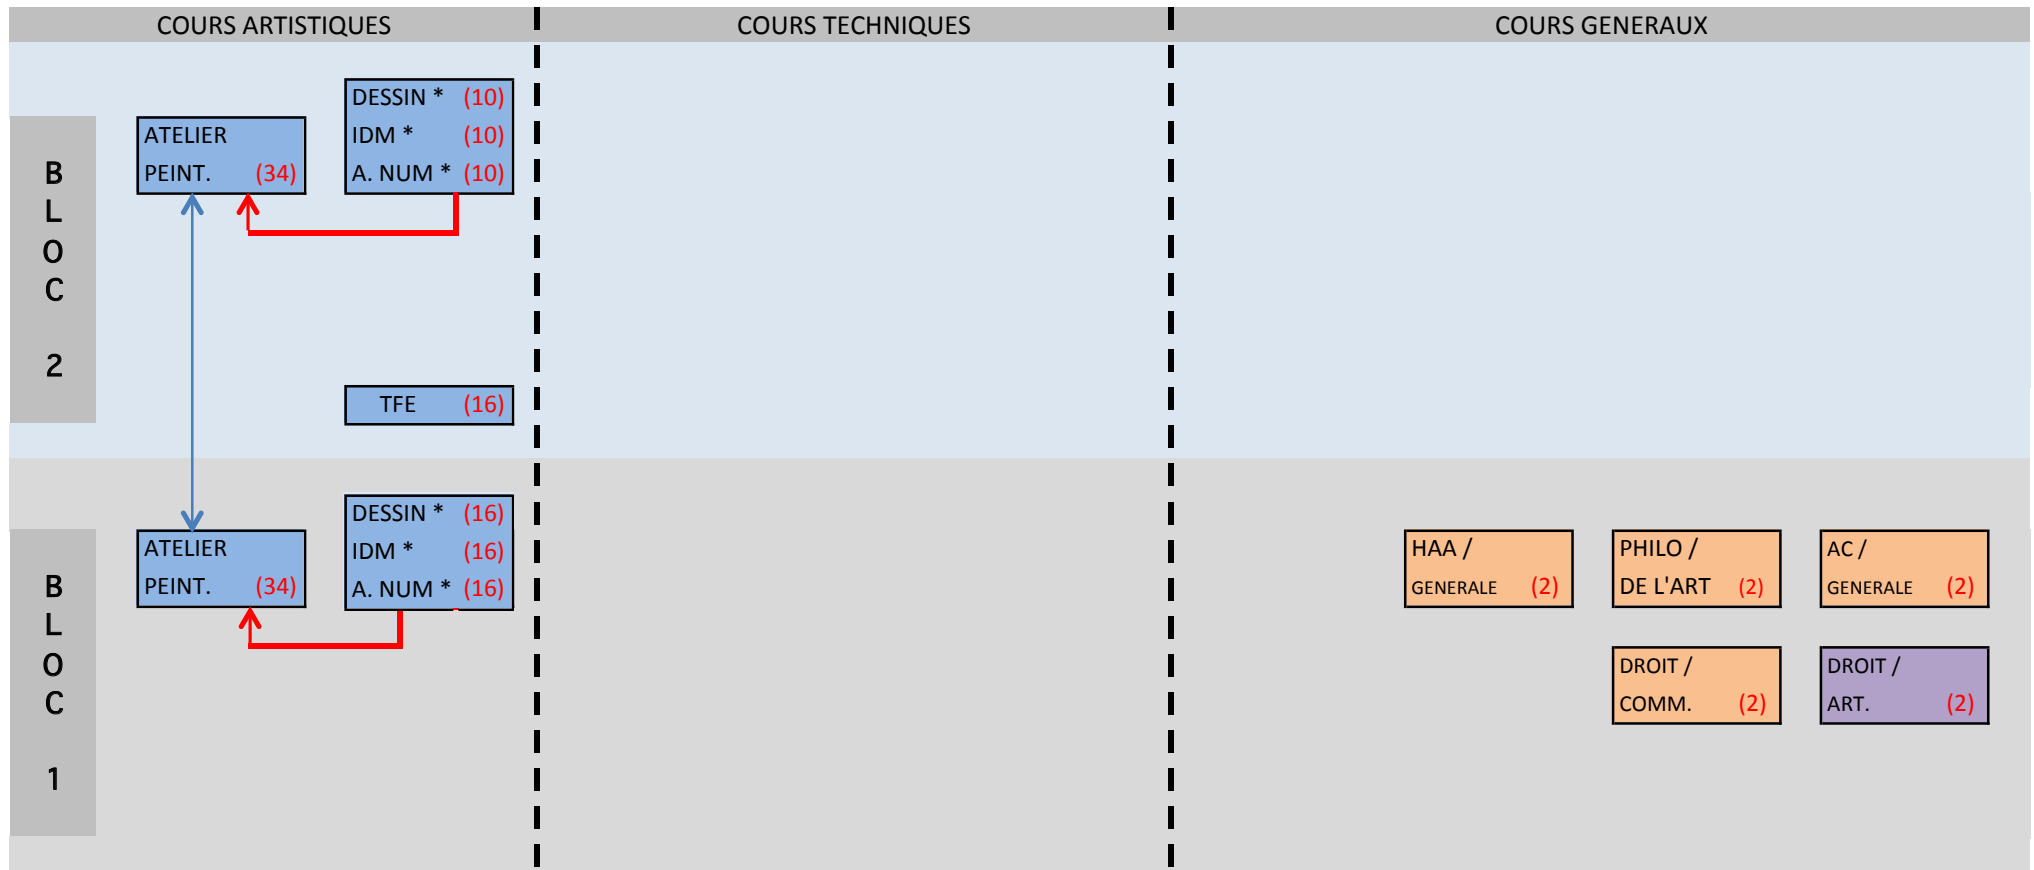 COURS ARTISTIQUES
COURS TECHNIQUES
COURS GENERAUX
B
L
O
C
2
ATELIER
PEINT. (34)
DESSIN * (10)
IDM * (10)
A. NUM * (10)
TFE (16)
B
L
O
C
1
ATELIER
PEINT. (34)
DESSIN * (16)
IDM * (16)
A. NUM * (16)
HAA /
GENERALE (2)
PHILO /
DE L'ART (2)
AC /
GENERALE (2)
DROIT /
COMM. (2)
DROIT /
ART. (2)